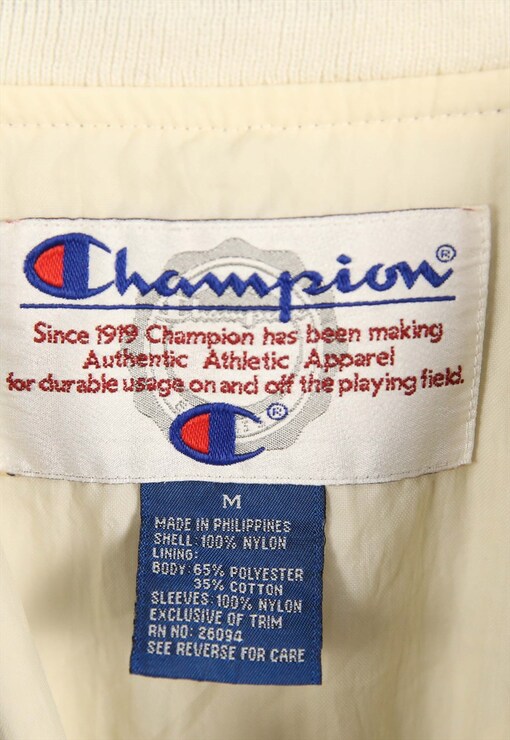 Champion®
Since 1919 Champion has been making
Authentic Athletic Apparel
for durable usage on and off the playing field.
®
M
MADE IN PHILIPPINES
SHELL: 100% NYLON
LINING:
BODY: 65% POLYESTER
35% COTTON
SLEEVES: 100% NYLON
EXCLUSIVE OF TRIM
RN NO: 26094
SEE REVERSE FOR CARE